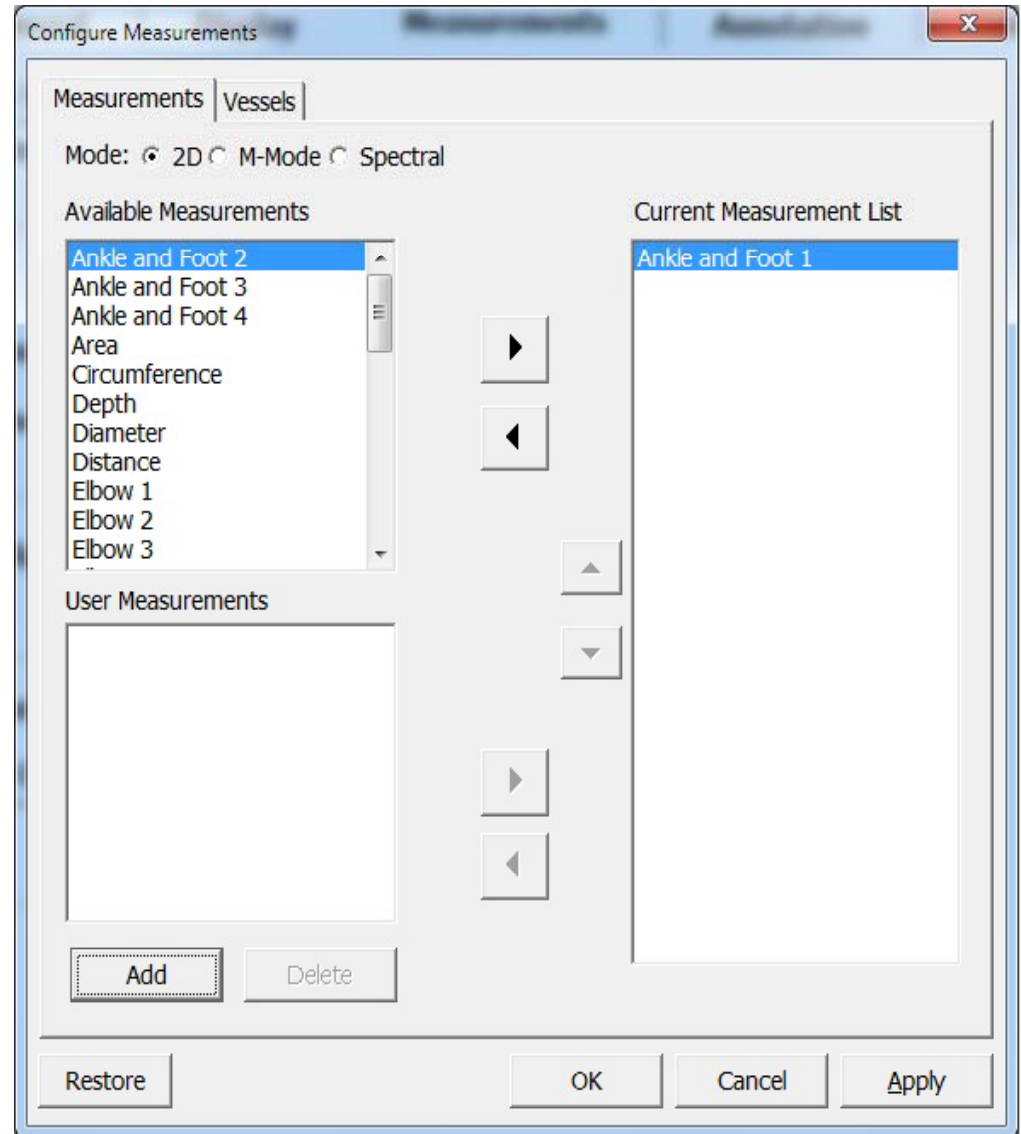 Configure Measurements
Measurements Vessels
Mode: 2D M-Mode Spectral
Available Measurements
Ankle and Foot 2
Ankle and Foot 3
Ankle and Foot 4
Area
Circumference
Depth
Diameter
Distance
Elbow 1
Elbow 2
Elbow 3
User Measurements
Add Delete
Current Measurement List
Ankle and Foot 1
Restore OK Cancel Apply